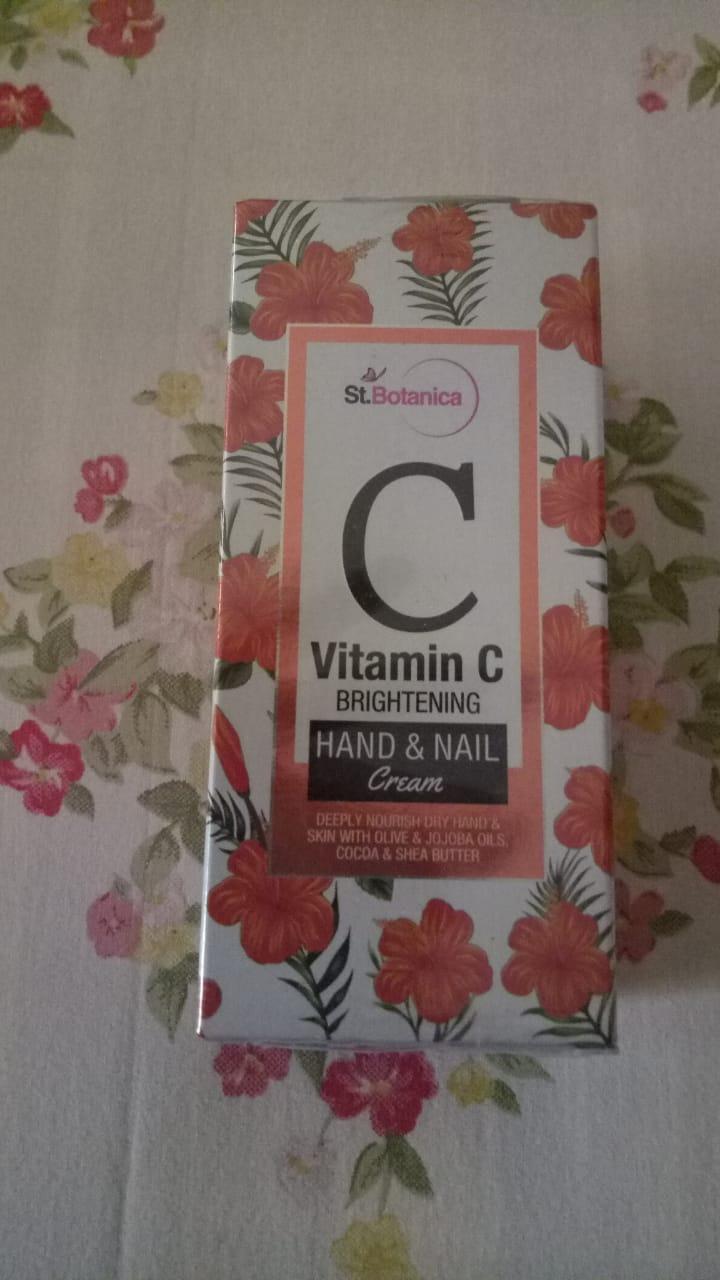 St.Botanica
C
Vitamin C
BRIGHTENING
HAND & NAIL
Cream
DEEPLY NOURISH DRY HAND &
SKIN WITH OLIVE & JOJOBA OILS,
COCOA & SHEA BUTTER